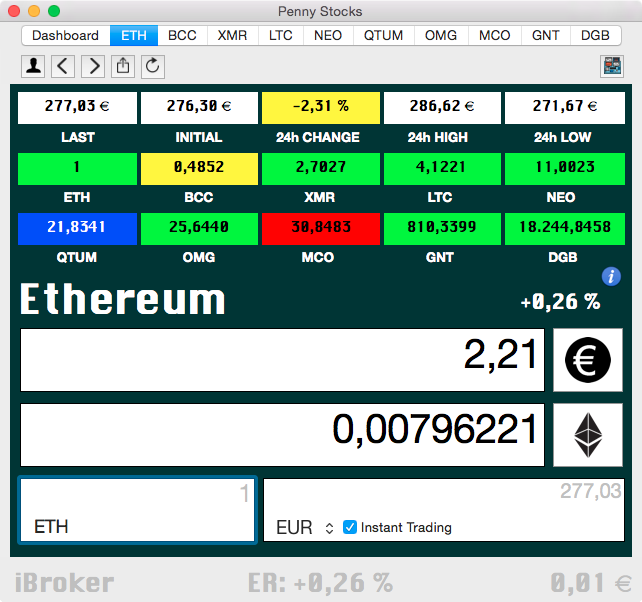 Penny Stocks
Dashboard ETH BCC XMR LTC NEO QTUM OMG MCO GNT DGB
277,03 € 276,30 € -2,31 % 286,62 € 271,67 €
LAST INITIAL 24h CHANGE 24h HIGH 24h LOW
1 0,4852 2,7027 4,1221 11,0023
ETH BCC XMR LTC NEO
21,8341 25,6440 30,8483 810,3399 18.244,8458
QTUM OMG MCO GNT DGB
i
Ethereum +0,26 %
2,21 €
0,00796221
1 277,03
ETH EUR Instant Trading
iBroker ER: +0,26 % 0,01 €